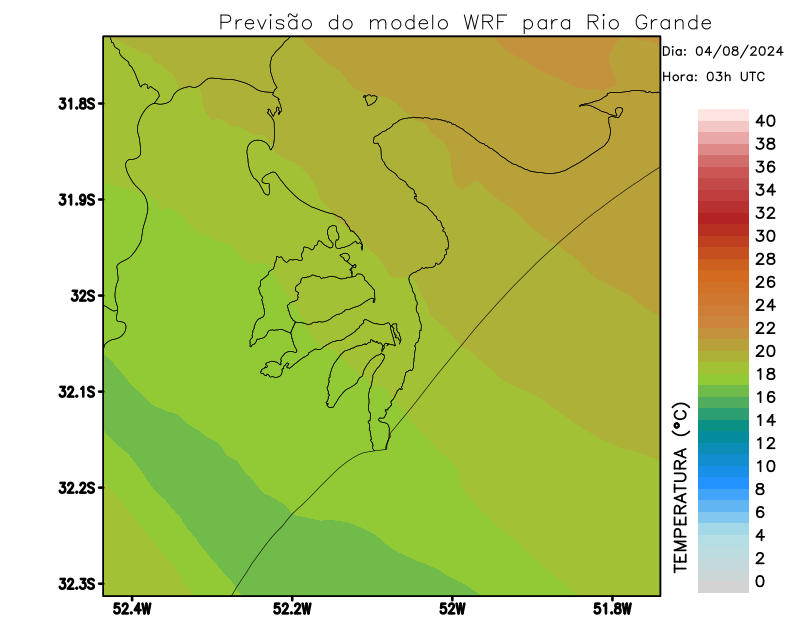 Previsão do modelo WRF para Rio Grande
Dia: 04/08/2024
Hora: 03h UTC
31.8S
31.9S
32S
32.1S
32.2S
32.3S
52.4W
52.2W
52W
51.8W
TEMPERATURA (°C)
40
38
36
34
32
30
28
26
24
22
20
18
16
14
12
10
8
6
4
2
0